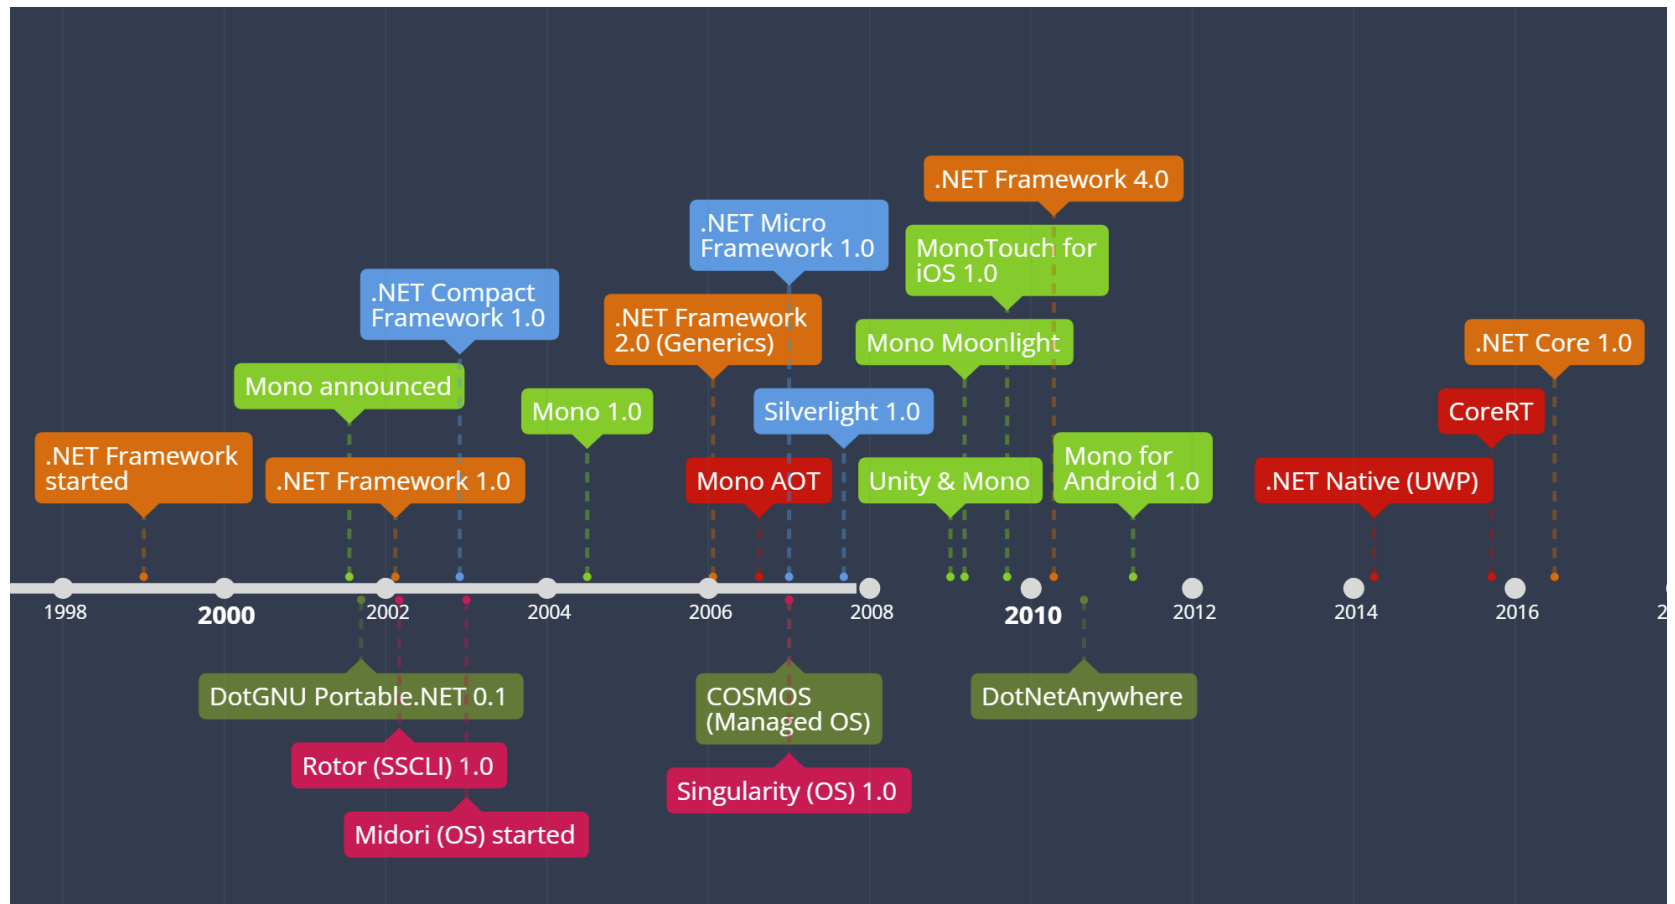 .NET Framework 4.0
.NET Micro
Framework 1.0
MonoTouch for
iOS 1.0
.NET Compact
Framework 1.0
.NET Framework
2.0 (Generics)
Mono Moonlight
.NET Core 1.0
Mono announced
Mono 1.0
Silverlight 1.0
CoreRT
.NET Framework
started
.NET Framework 1.0
Mono AOT
Unity & Mono
Mono for
Android 1.0
.NET Native (UWP)
1998
2000
2002
2004
2006
2008
2010
2012
2014
2016
DotGNU Portable.NET 0.1
COSMOS
(Managed OS)
DotNetAnywhere
Rotor (SSCLI) 1.0
Singularity (OS) 1.0
Midori (OS) started